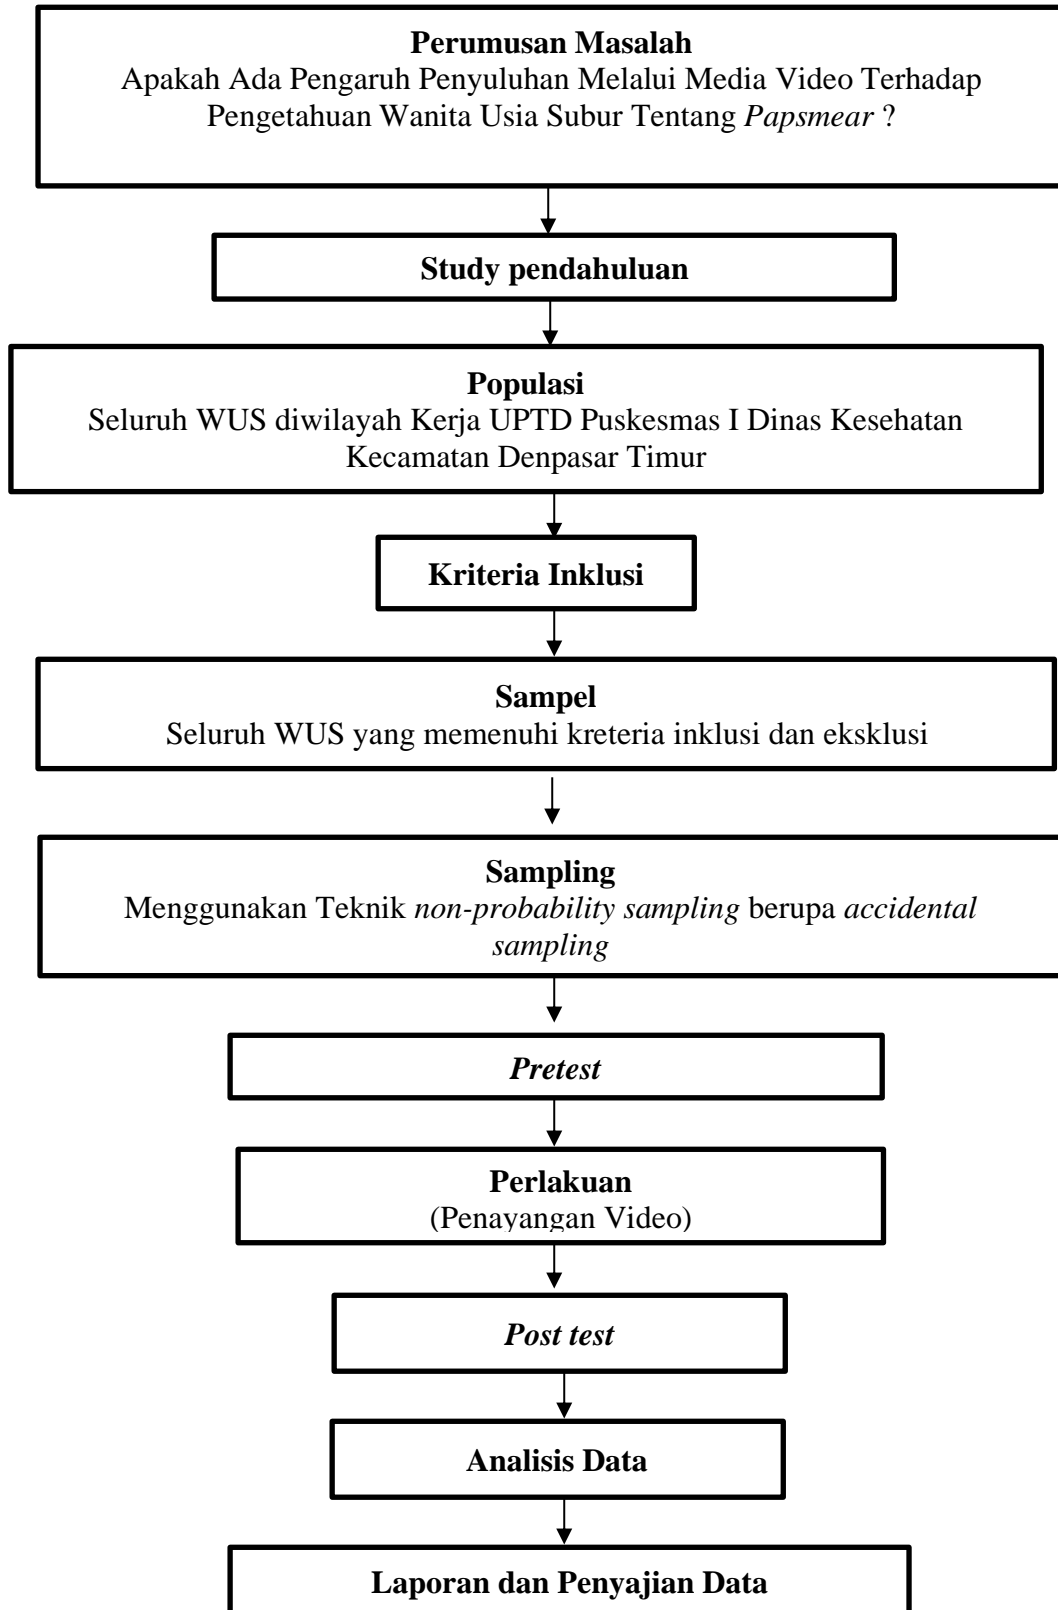 Perumusan Masalah
Apakah Ada Pengaruh Penyuluhan Melalui Media Video Terhadap
Pengetahuan Wanita Usia Subur Tentang Papsmear ?
Study pendahuluan
Populasi
Seluruh WUS diwilayah Kerja UPTD Puskesmas I Dinas Kesehatan
Kecamatan Denpasar Timur
Kriteria Inklusi
Sampel
Seluruh WUS yang memenuhi kreteria inklusi dan eksklusi
Sampling
Menggunakan Teknik non-probability sampling berupa accidental
sampling
Pretest
Perlakuan
(Penayangan Video)
Post test
Analisis Data
Laporan dan Penyajian Data